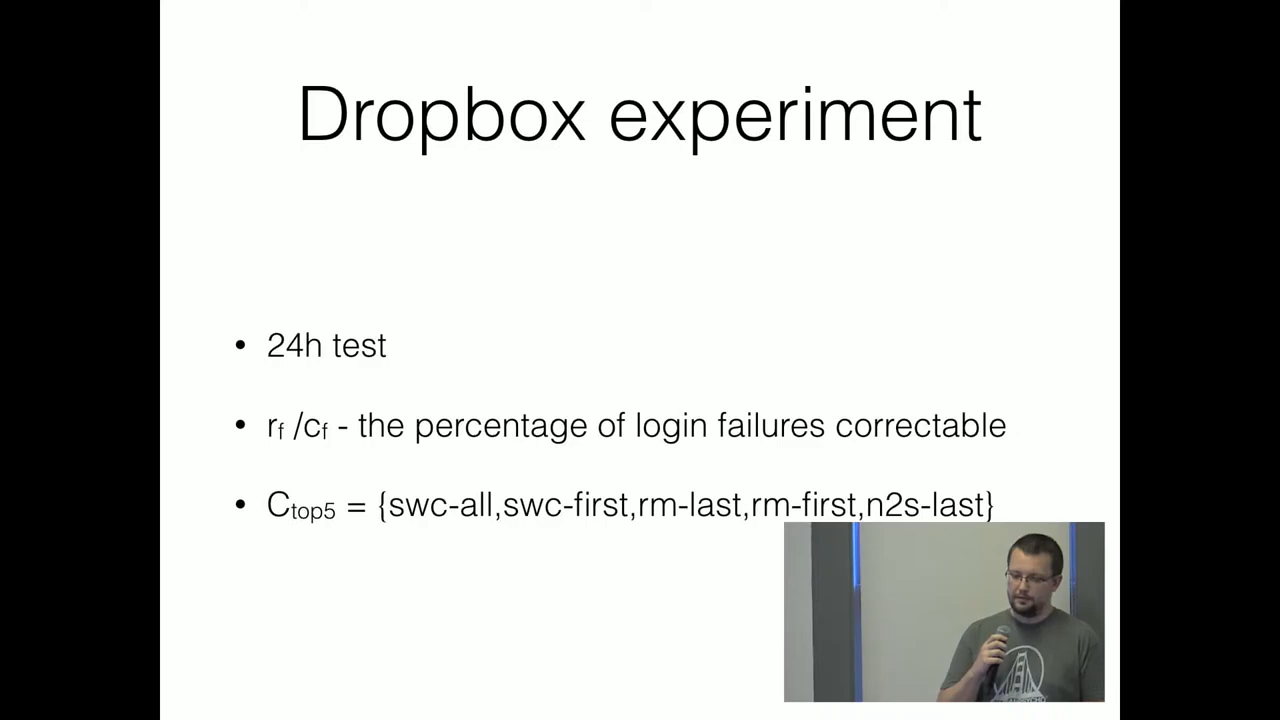 Dropbox experiment
• 24h test
• rf /cf - the percentage of login failures correctable
• Ctop5 = {swc-all,swc-first,rm-last,rm-first,n2s-last}